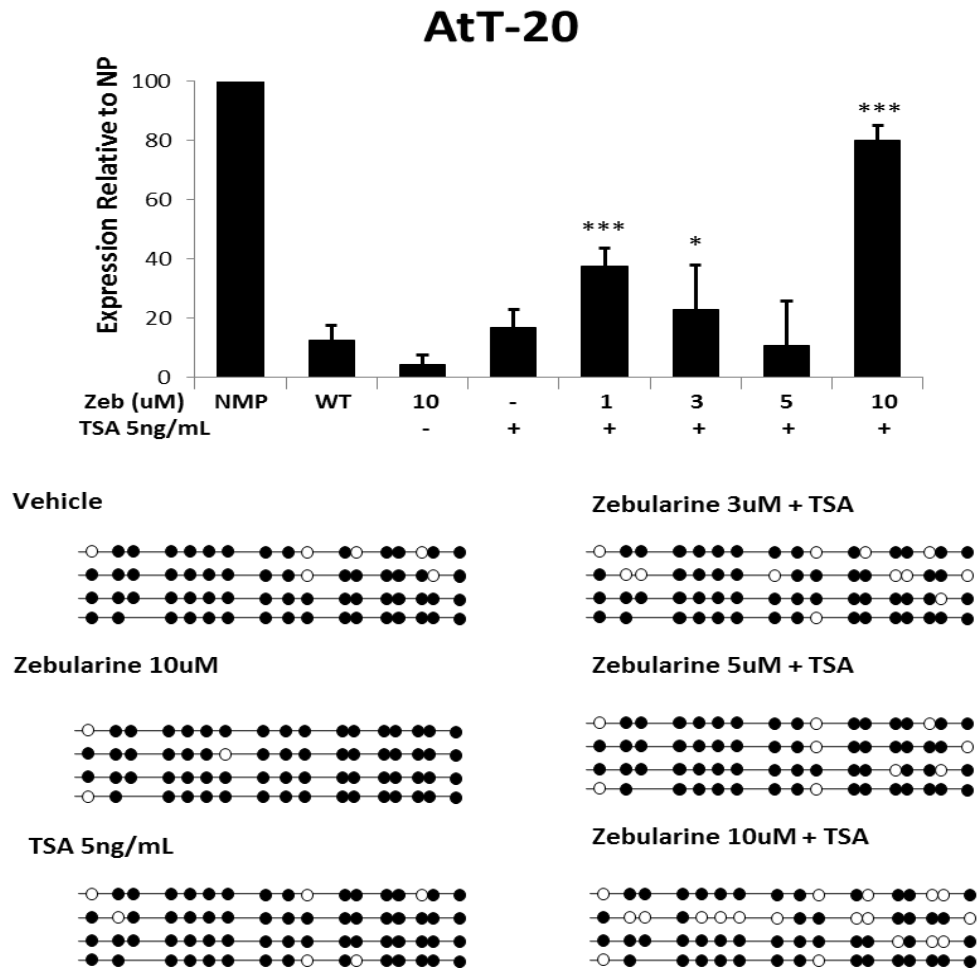 AtT-20
Expression Relative to NP
100
80
60
40
20
0
***
*
***
Zeb (uM) NMP WT 10 - 1 3 5 10
TSA 5ng/mL - + + + + +
Vehicle
Zebularine 10uM
TSA 5ng/mL
Zebularine 3uM + TSA
Zebularine 5uM + TSA
Zebularine 10uM + TSA